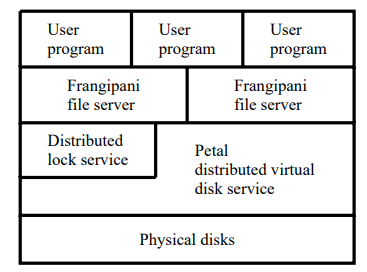 User
program
User
program
User
program
Frangipani
file server
Frangipani
file server
Distributed
lock service
Petal
distributed virtual
disk service
Physical disks